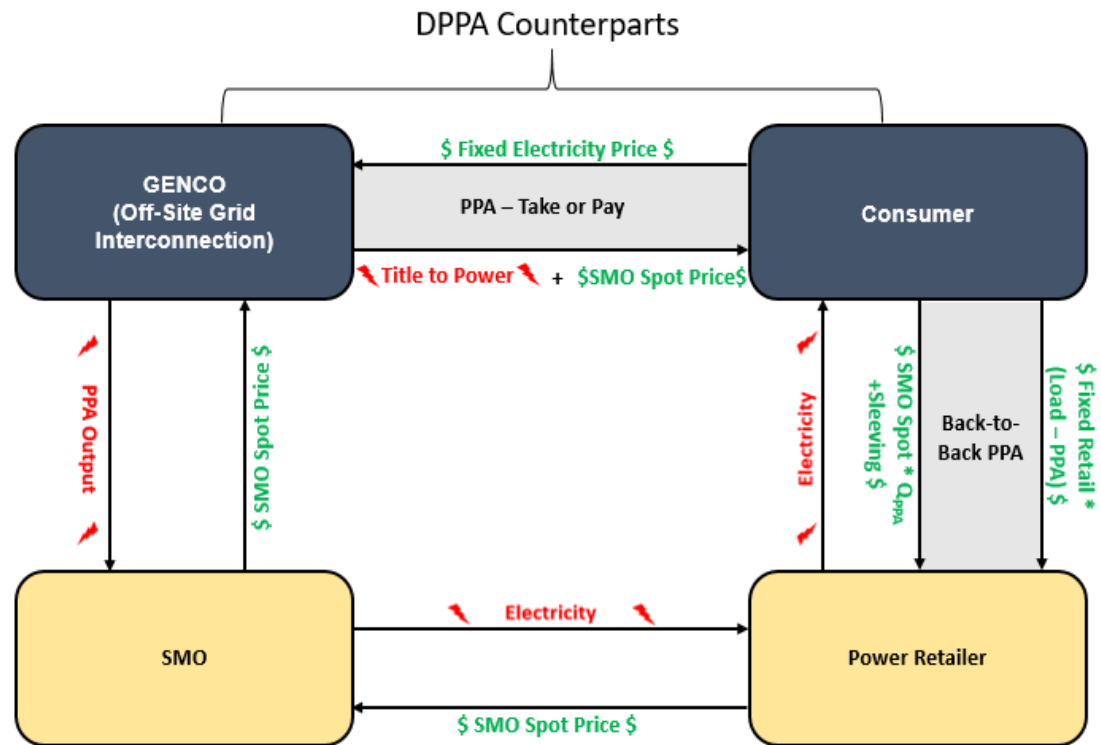 DPPA Counterparts
$ Fixed Electricity Price $
GENCO
(Off-Site Grid
Interconnection)
PPA – Take or Pay
Consumer
Title to Power + $SMO Spot Price$
PPA Output
$ SMO Spot Price $
Electricity
$ SMO Spot * QPPA
+Sleeving $
Back-to-
Back PPA
$ Fixed Retail *
(Load – PPA) $
Electricity
SMO
Power Retailer
$ SMO Spot Price $